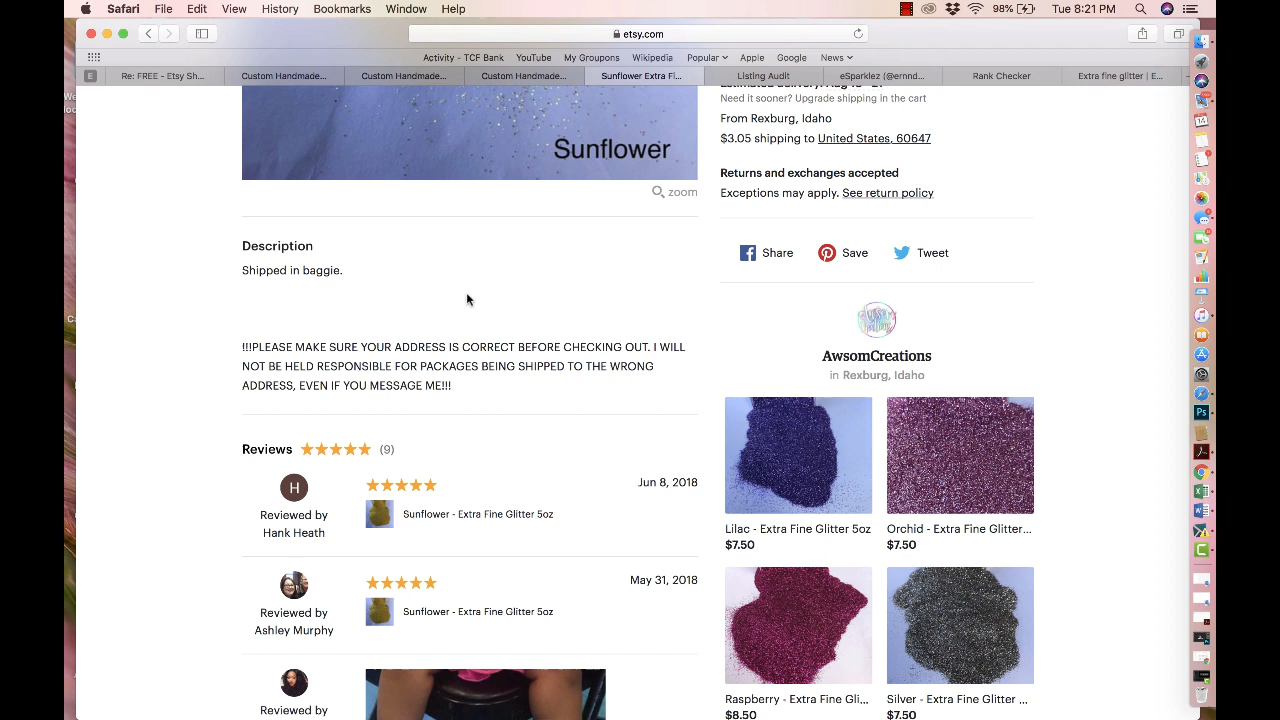 Safari File Edit View History Bookmarks Window Help
98% Tue 8:21 PM
etsy.com
Activity - TCF Bank YouTube My Groupons Wikipedia Popular Apple Google News
E Re: FREE - Etsy Sh... Custom Handmade... Custom Handmade... Custom Handmade... Sunflower Extra Fi... Listing Audit eSparklez (@ernnd... Rank Checker Extra fine glitter | E...
Sunflower
zoom
Description
Shipped in baggie.
!!!PLEASE MAKE SURE YOUR ADDRESS IS CORRECT BEFORE CHECKING OUT. I WILL
NOT BE HELD RESPONSIBLE FOR PACKAGES BEING SHIPPED TO THE WRONG
ADDRESS, EVEN IF YOU MESSAGE ME!!!
Reviews (9)
H
Reviewed by
Hank Heath
Jun 8, 2018
Sunflower - Extra Fine Glitter 5oz
Reviewed by
Ashley Murphy
May 31, 2018
Sunflower - Extra Fine Glitter 5oz
Reviewed by
Need it sooner? Upgrade shipping in the cart
From Rexburg, Idaho
$3.05 shipping to United States, 60647
Returns and exchanges accepted
Exceptions may apply. See return policy
Share Save Tweet
AwsomCreations
in Rexburg, Idaho
Lilac - Extra Fine Glitter 5oz
$7.50
Orchid - Extra Fine Glitter...
$7.50
Raspberry - Extra Fine Gli...
$8.50
Silver - Extra Fine Glitter ...
$7.50